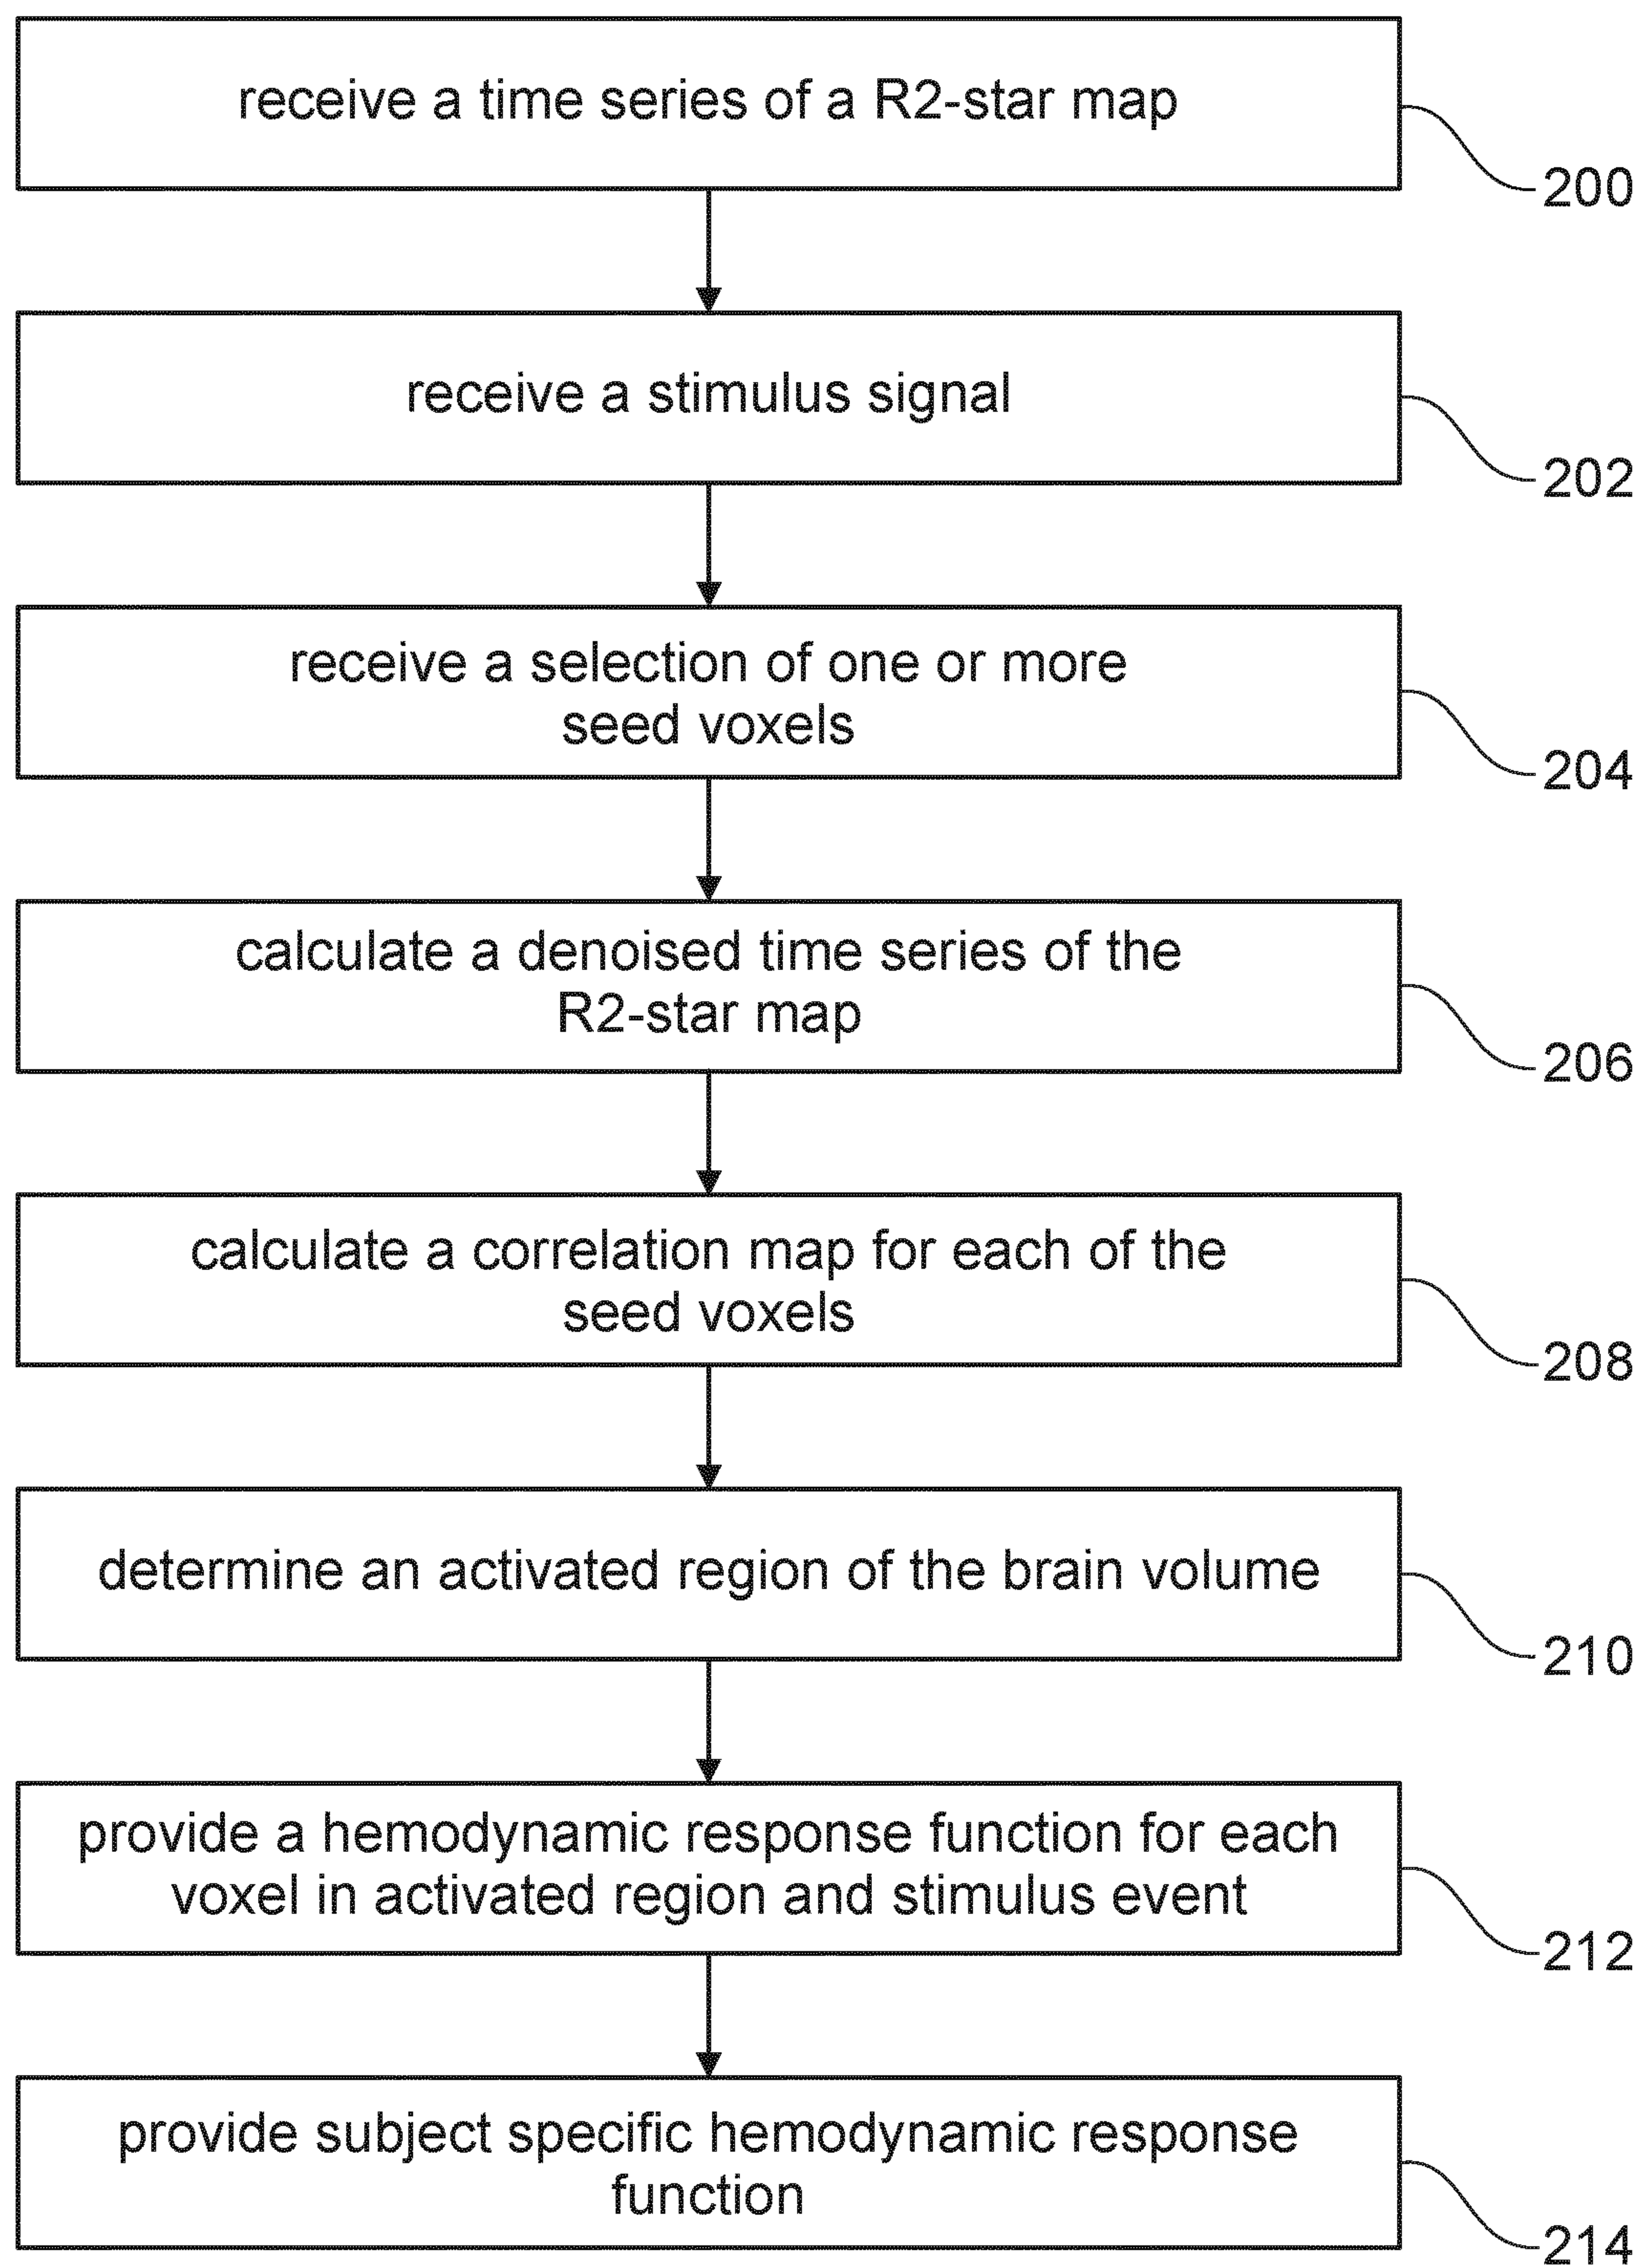 receive a time series of a R2-star map
200
receive a stimulus signal
202
receive a selection of one or more
seed voxels
204
calculate a denoised time series of the
R2-star map
206
calculate a correlation map for each of the
seed voxels
208
determine an activated region of the brain volume
210
provide a hemodynamic response function for each
voxel in activated region and stimulus event
212
provide subject specific hemodynamic response
function
214